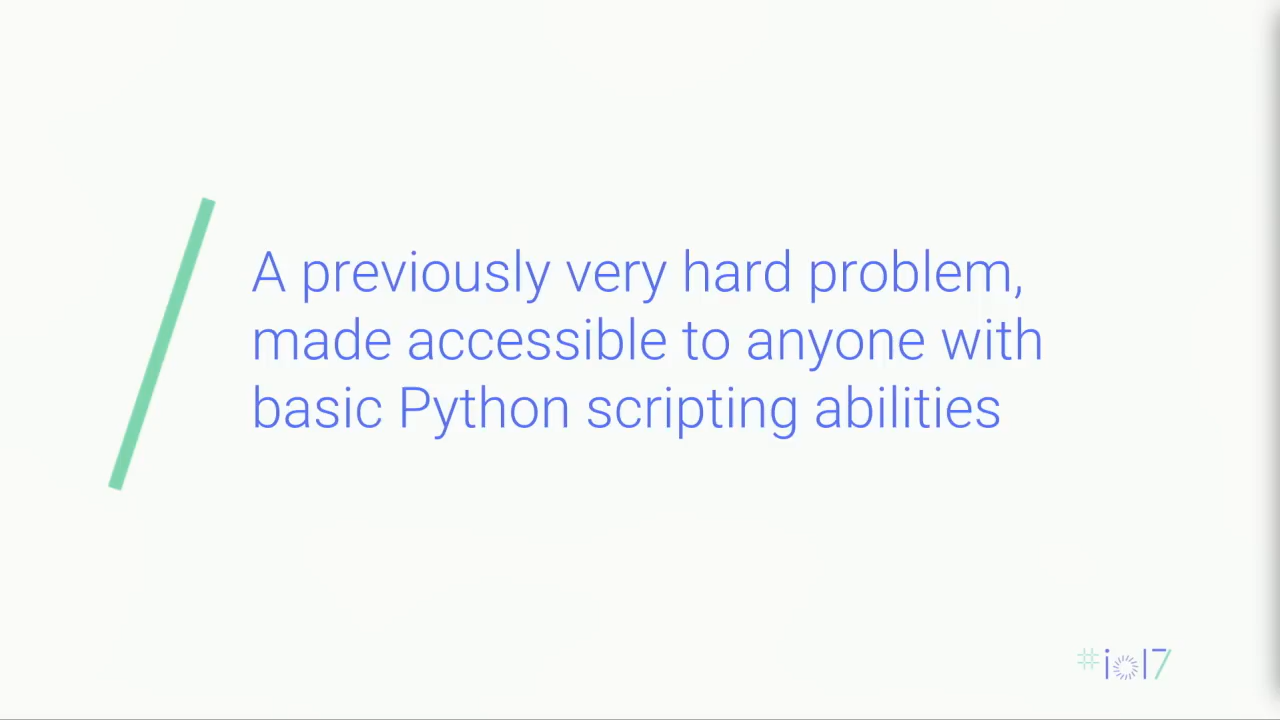 A previously very hard problem,
made accessible to anyone with
basic Python scripting abilities
#io17